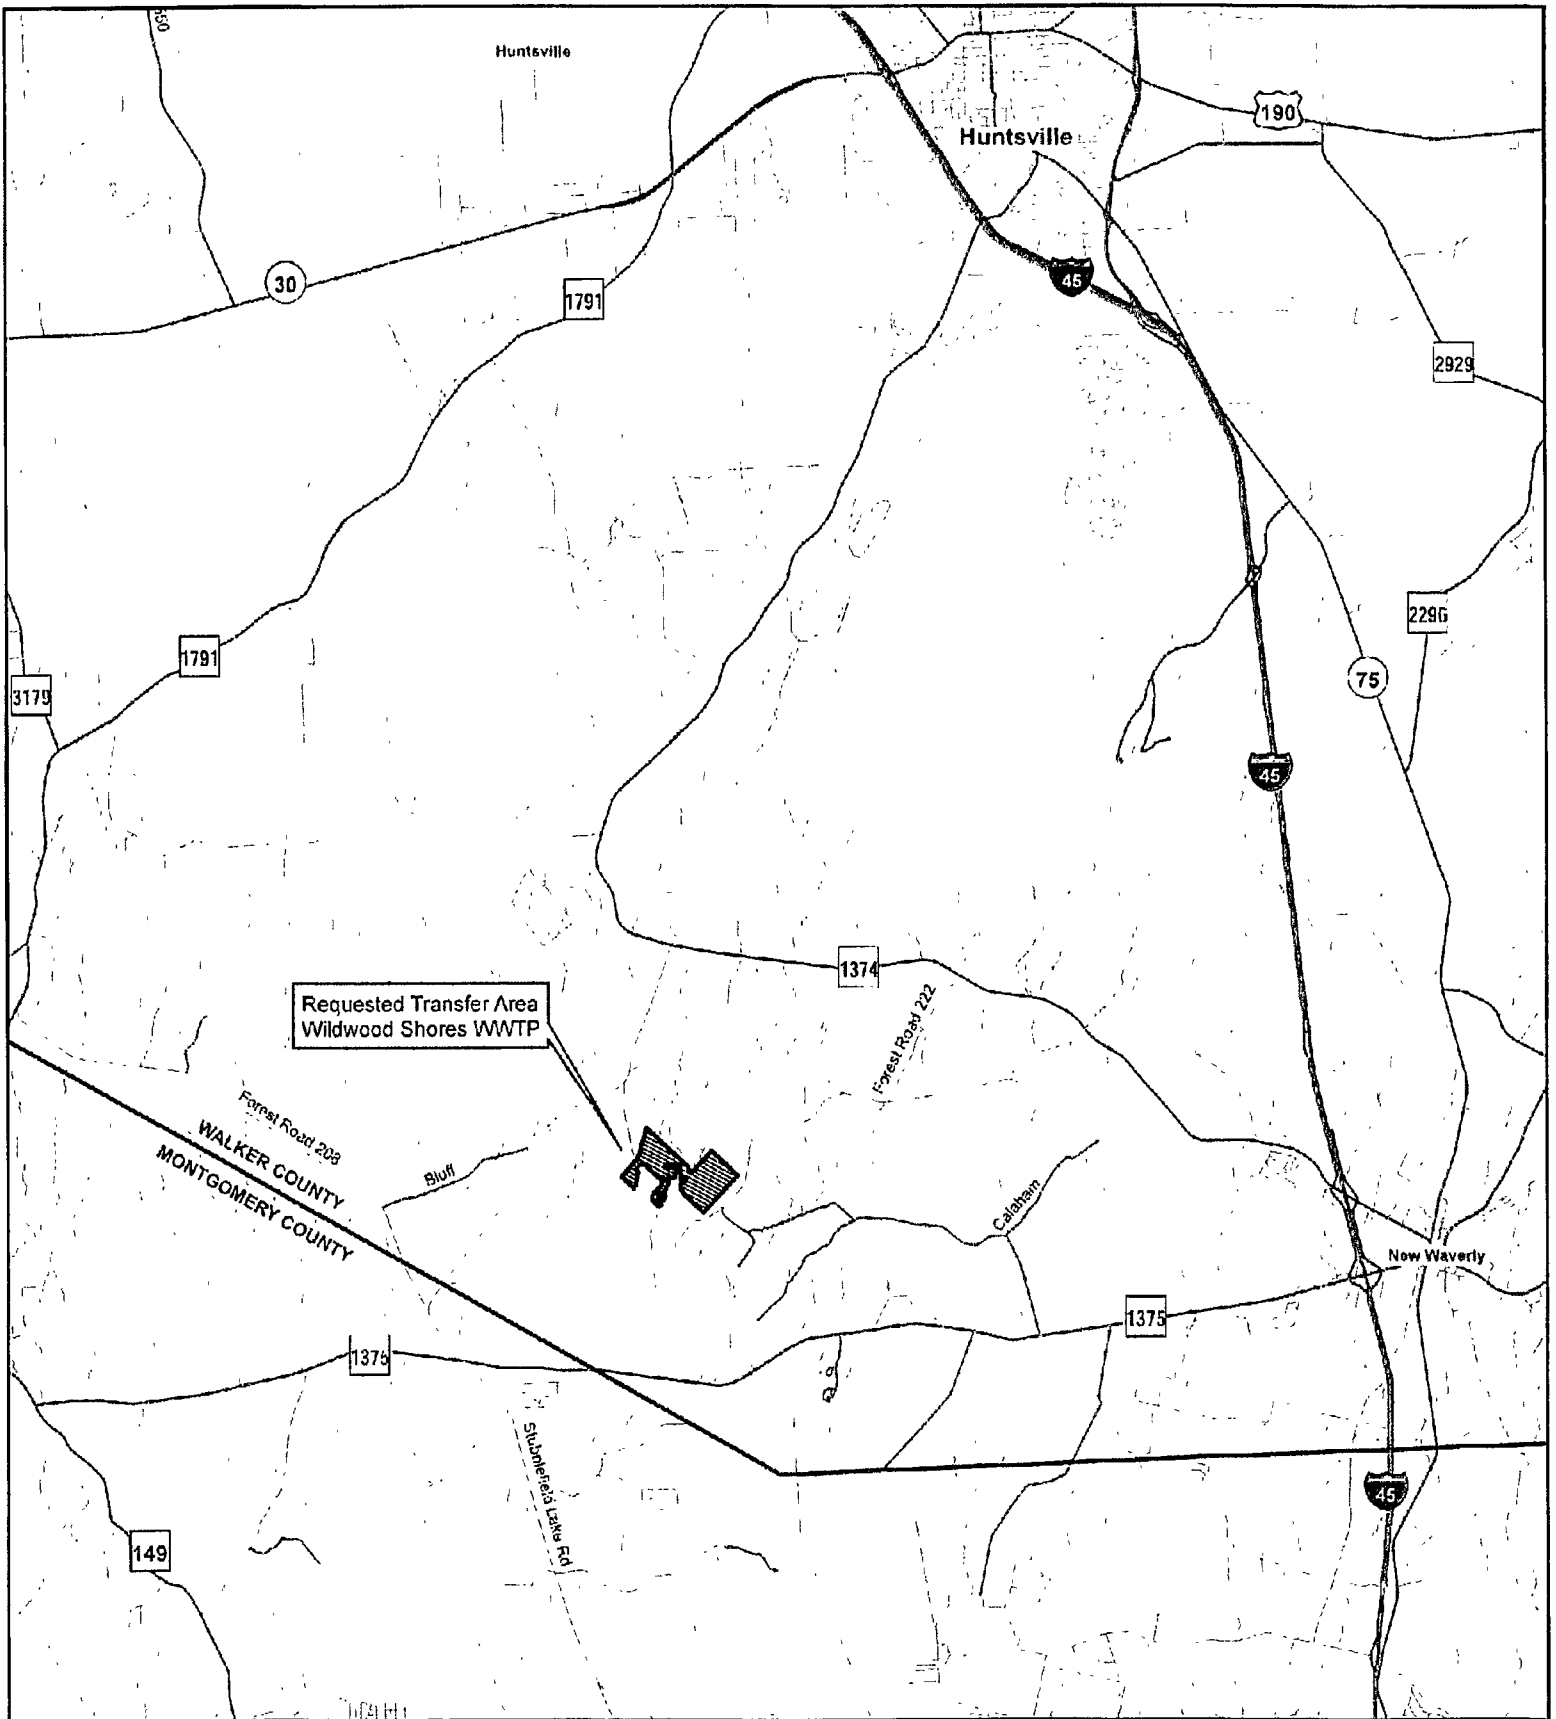 Huntsville
190
Huntsville
30
1791
45
2929
2296
1791
75
3179
45
1374
Requested Transfer Area
Wildwood Shores WWTP
Forest Road 222
Forest Road 208
WALKER COUNTY
MONTGOMERY COUNTY
Bluff
Calaham
New Waverly
1375
1375
Stubblefield Lake Rd
45
149